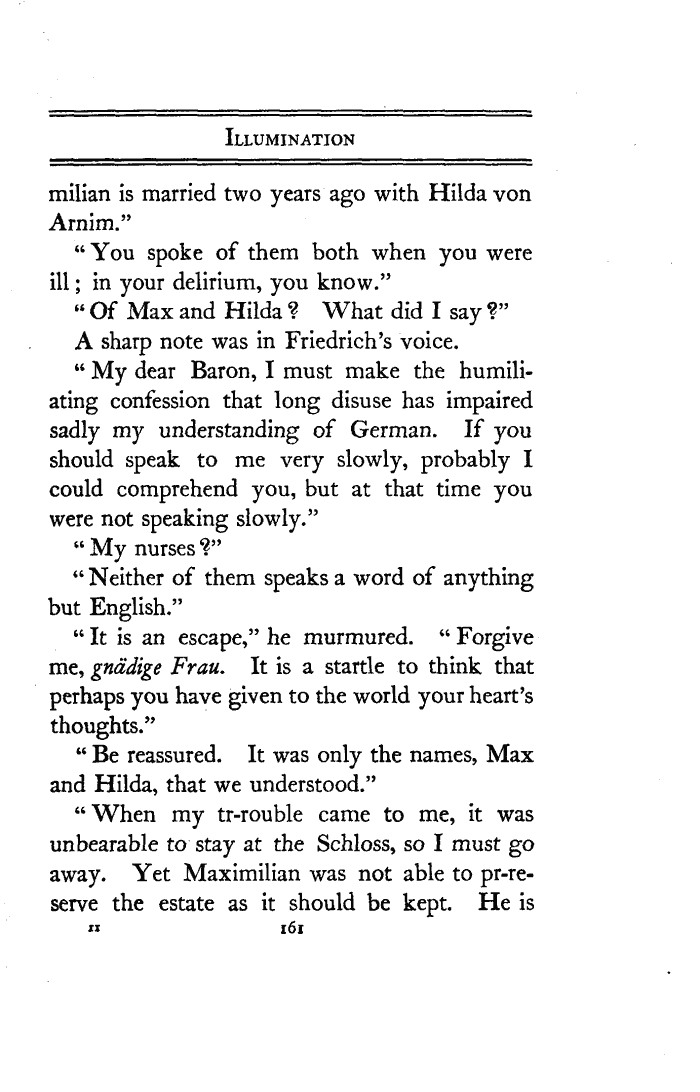 ILLUMINATION
milian is married two years ago with Hilda von
Arnim.”
“You spoke of them both when you were
ill; in your delirium, you know.”
“Of Max and Hilda? What did I say?”
A sharp note was in Friedrich’s voice.
“My dear Baron, I must make the humili-
ating confession that long disuse has impaired
sadly my understanding of German. If you
should speak to me very slowly, probably I
could comprehend you, but at that time you
were not speaking slowly.”
“My nurses?”
“Neither of them speaks a word of anything
but English.”
“It is an escape,” he murmured. “Forgive
me, gnädige Frau. It is a startle to think that
perhaps you have given to the world your heart’s
thoughts.”
“Be reassured. It was only the names, Max
and Hilda, that we understood.”
“When my tr-rouble came to me, it was
unbearable to stay at the Schloss, so I must go
away. Yet Maximilian was not able to pr-re-
serve the estate as it should be kept. He is
11 161